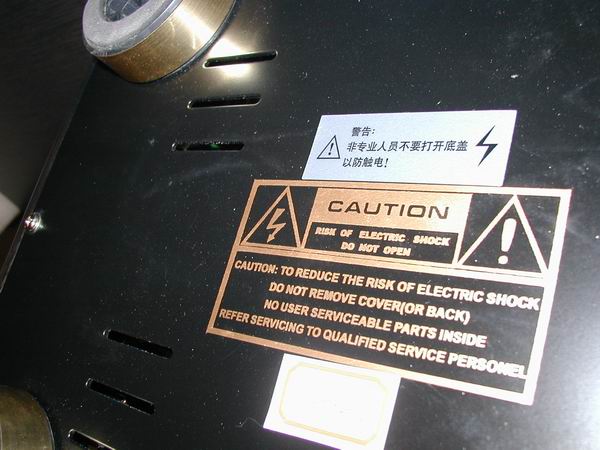 警告:
非专业人员不要打开底盖
以防触电!
CAUTION
RISK OF ELECTRIC SHOCK
DO NOT OPEN
CAUTION: TO REDUCE THE RISK OF ELECTRIC SHOCK
DO NOT REMOVE COVER(OR BACK)
NO USER SERVICEABLE PARTS INSIDE
REFER SERVICING TO QUALIFIED SERVICE PERSONEL